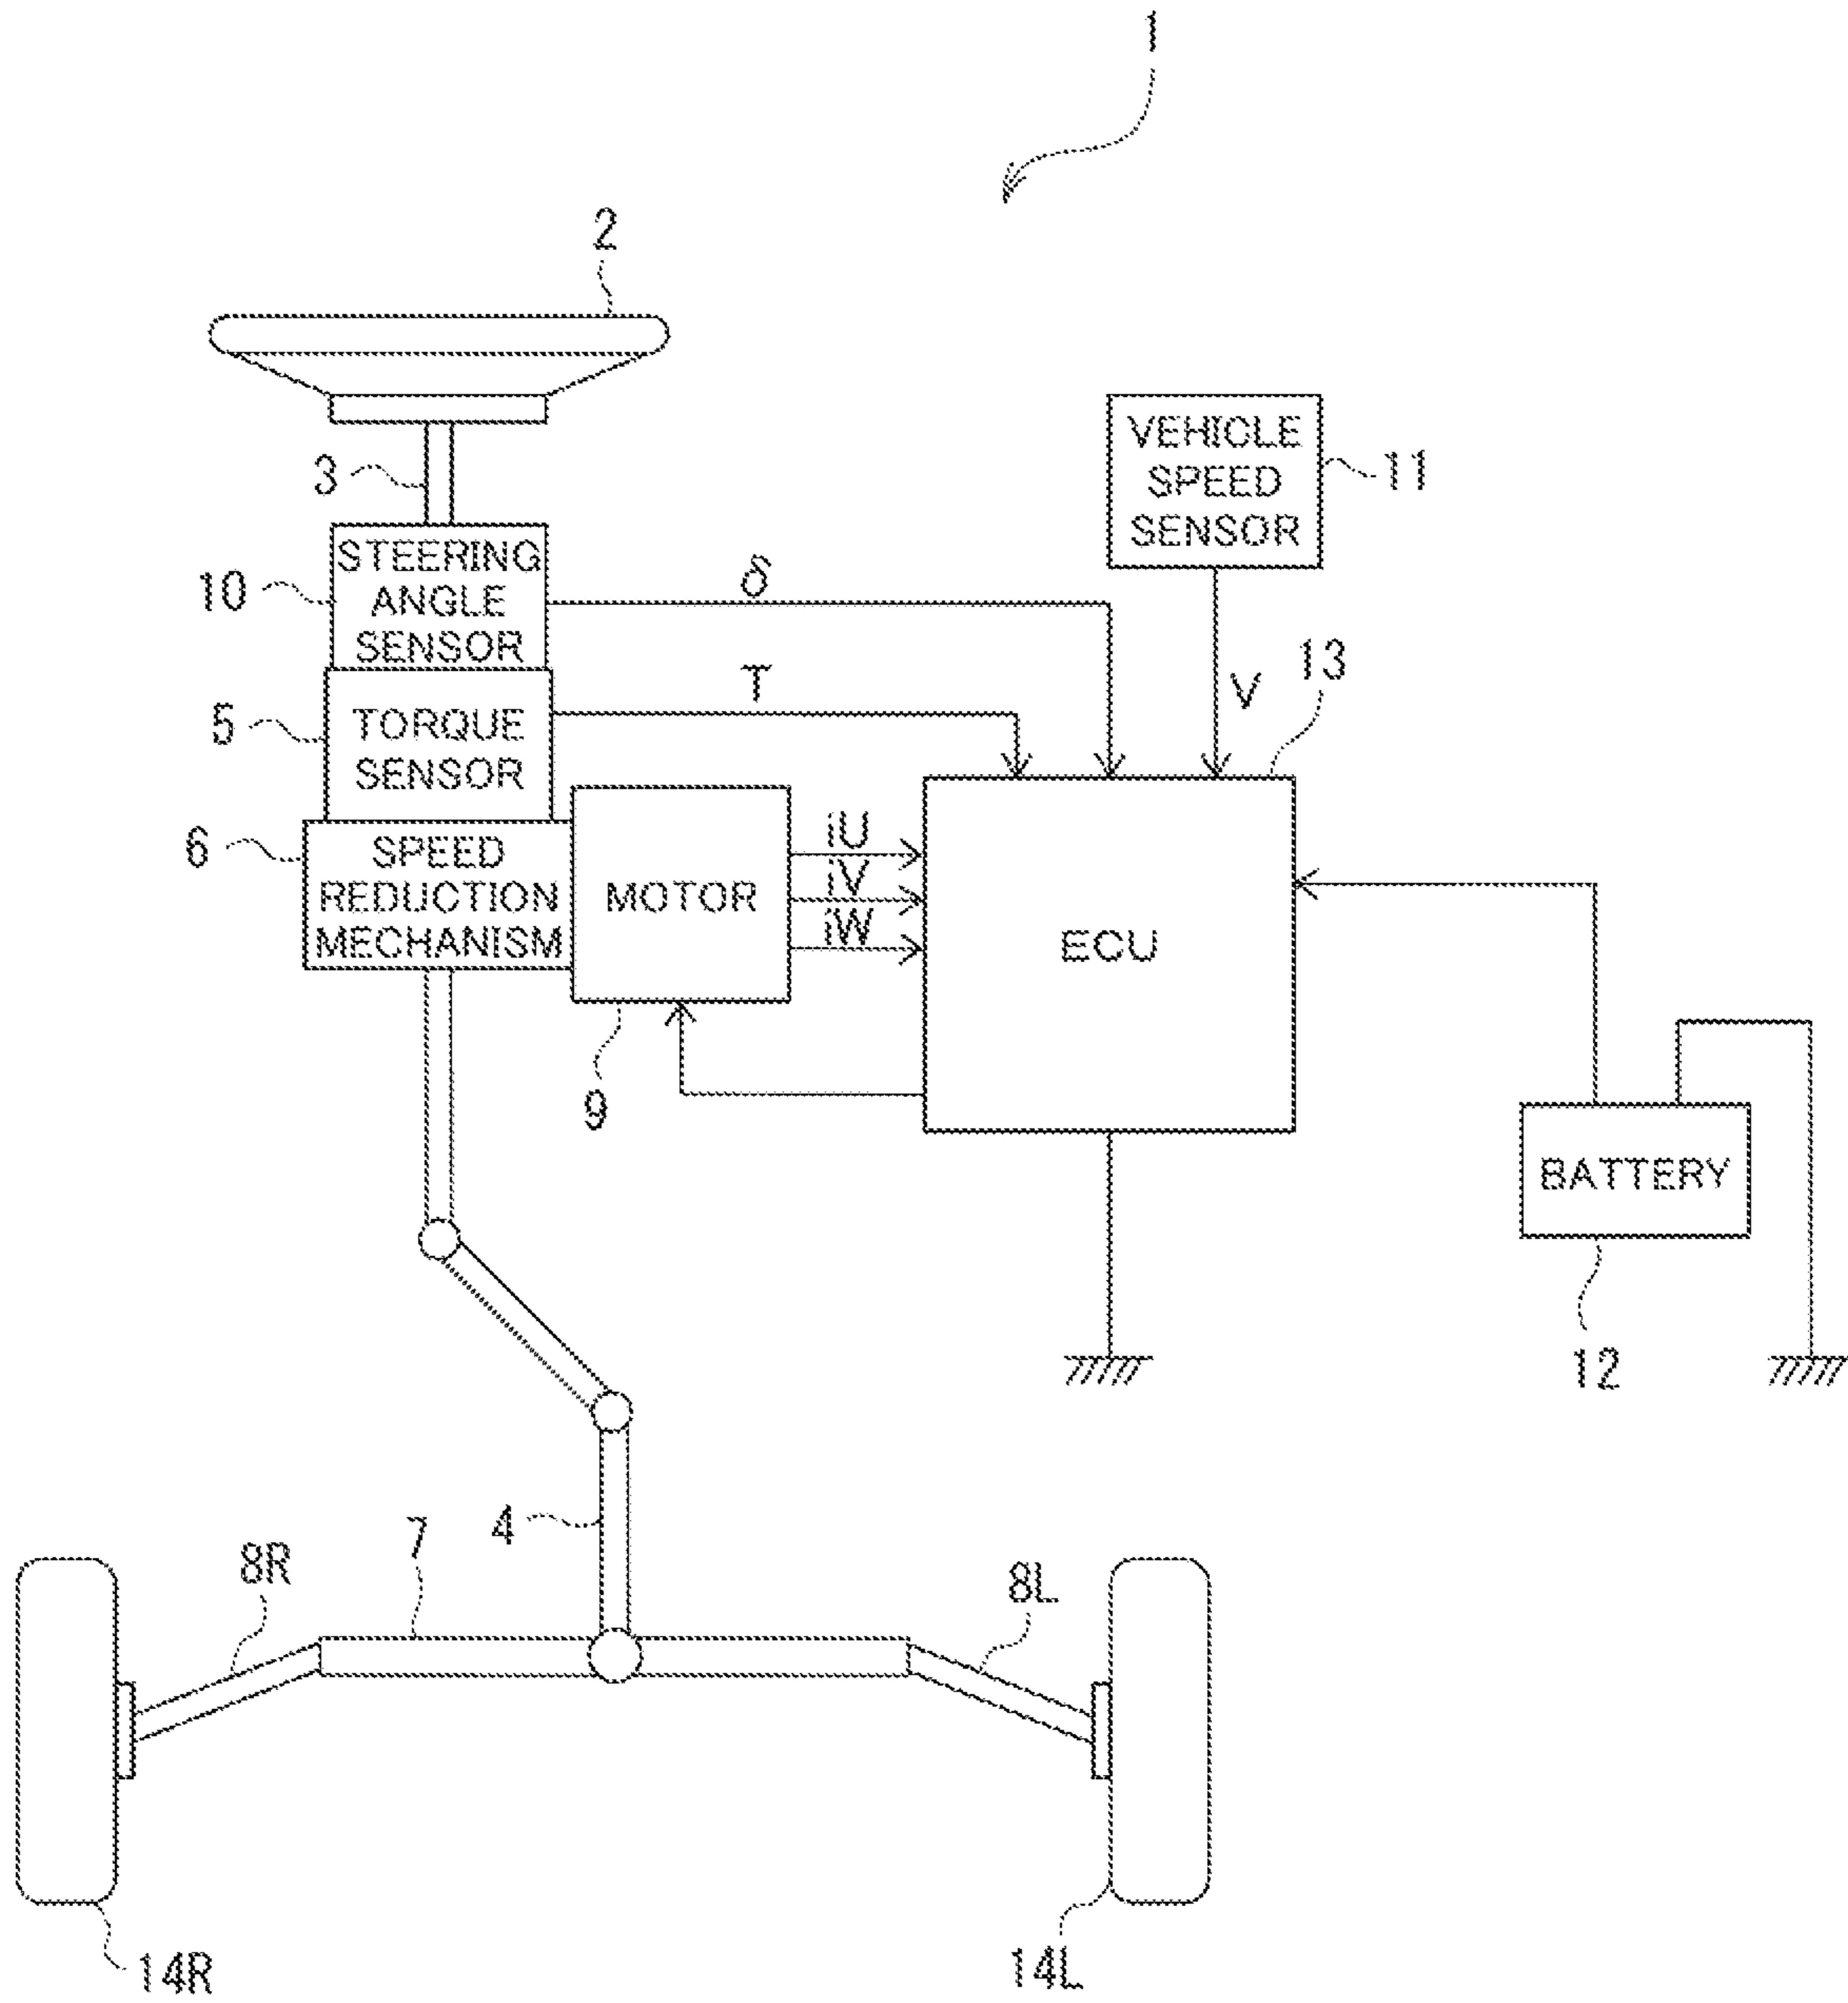 1
2
3
VEHICLE
SPEED
SENSOR
11
STEERING
ANGLE
SENSOR
10
δ
13
T
V
5
TORQUE
SENSOR
6
SPEED
REDUCTION
MECHANISM
MOTOR
iU
iV
iW
ECU
9
BATTERY
12
4
7
8R
8L
14R
14L